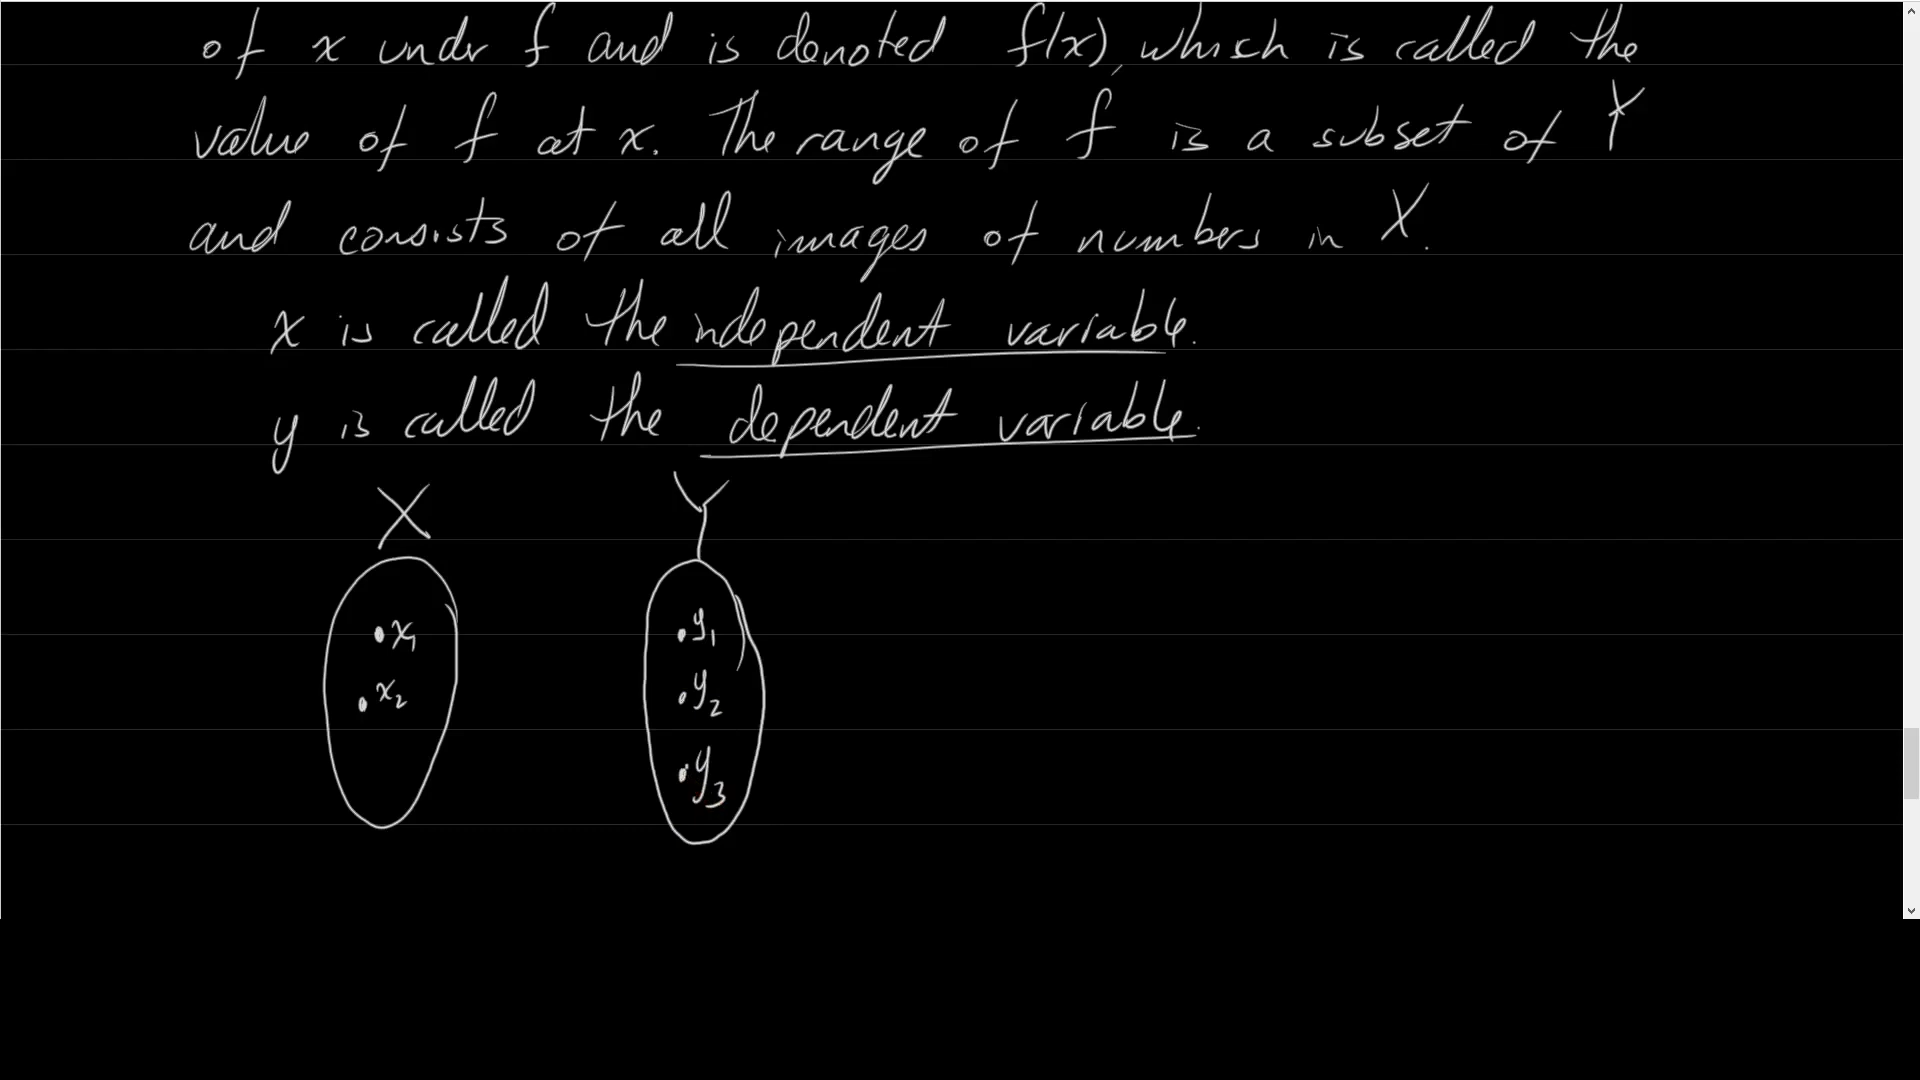 of x under f and is denoted f(x), which is called the
value of f at x. The range of f is a subset of Y
and consists of all images of numbers in X.
x is called the independent variable.
y is called the dependent variable.
X Y
x₁ y₁
x₂ y₂
y₃